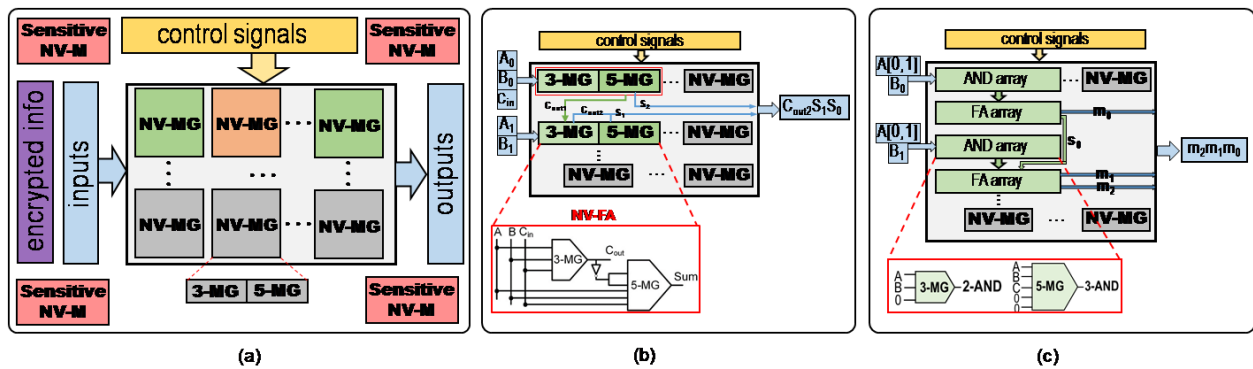 Sensitive
NV-M
control signals
Sensitive
NV-M
encrypted info
inputs
NV-MG
NV-MG
NV-MG
outputs
NV-MG
NV-MG
NV-MG
3-MG
5-MG
Sensitive
NV-M
Sensitive
NV-M
(a)
control signals
A0
B0
Cin
3-MG
5-MG
NV-MG
Cout1
S2
Cout2
S1
Cout2S1S0
A1
B1
3-MG
5-MG
NV-MG
NV-MG
NV-MG
NV-FA
A
B
Cin
3-MG
Cout
5-MG
Sum
(b)
control signals
A[0,1]
B0
AND array
NV-MG
FA array
m0
A[0,1]
B1
S0
AND array
m2m1m0
FA array
m1
m2
NV-MG
NV-MG
A
B
0
3-MG
2-AND
A
B
C
0
0
5-MG
3-AND
(c)